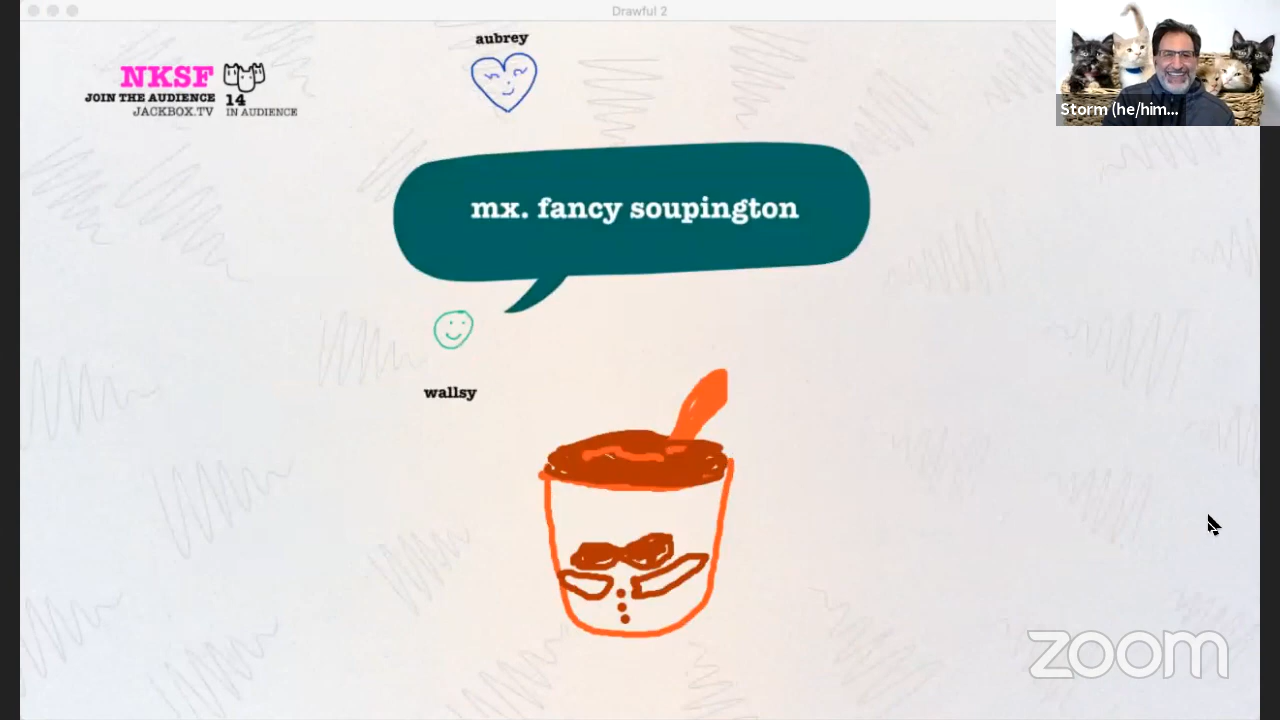 Drawful 2
aubrey
NKSF
JOIN THE AUDIENCE
JACKBOX.TV
14
IN AUDIENCE
Storm (he/him...
mx. fancy soupington
wallsy
zoom